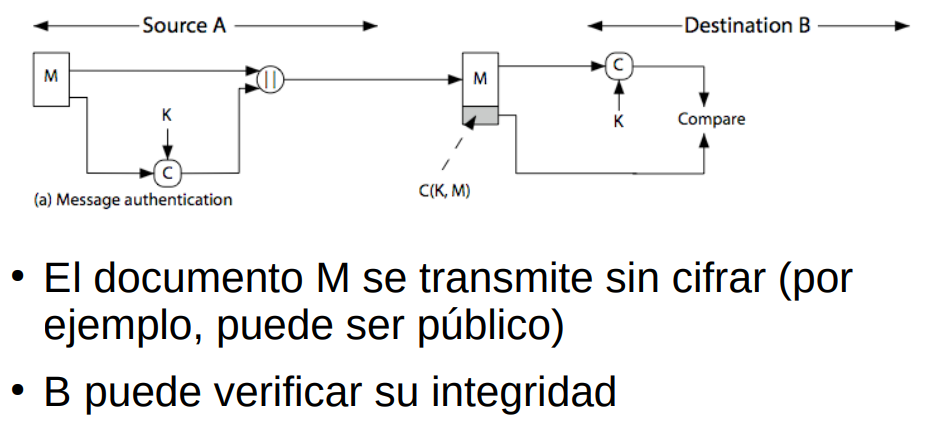 Source A
Destination B
M
||
M
C
K
K
Compare
C
C(K, M)
(a) Message authentication
• El documento M se transmite sin cifrar (por
ejemplo, puede ser público)
• B puede verificar su integridad